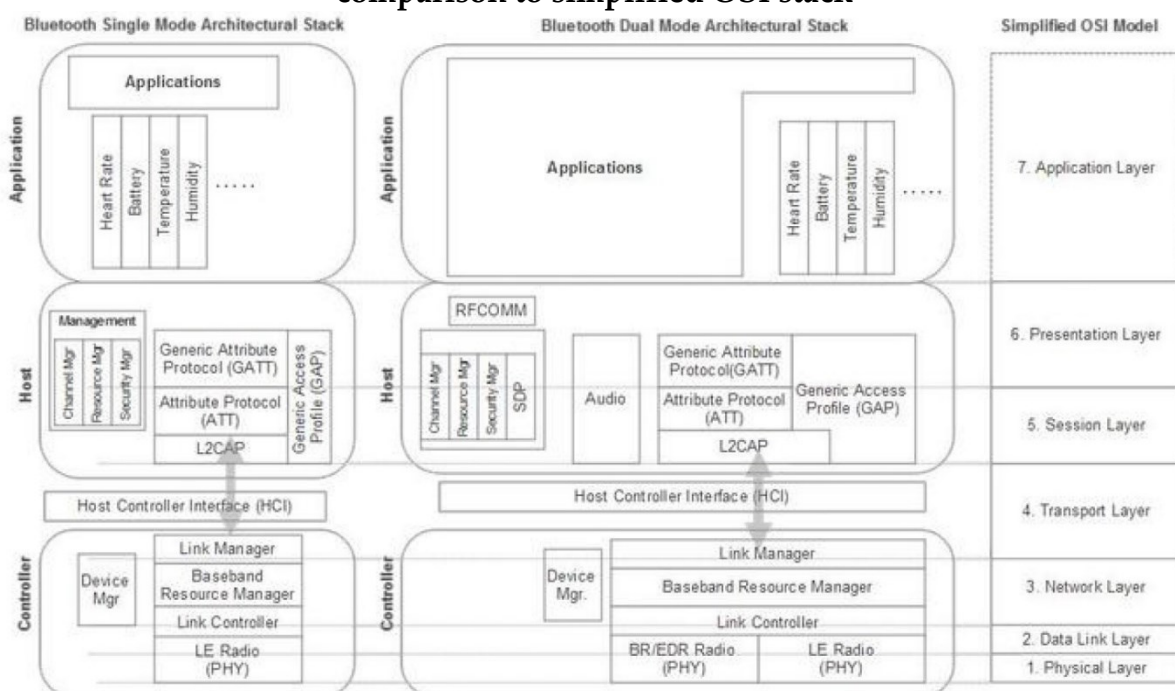 comparison to simplified OSI stack
Bluetooth Single Mode Architectural Stack
Bluetooth Dual Mode Architectural Stack
Simplified OSI Model
Application
Applications
Heart Rate
Battery
Temperature
Humidity
.....
Application
Applications
Heart Rate
Battery
Temperature
Humidity
.....
7. Application Layer
Host
Management
Channel Mgr
Resource Mgr
Security Mgr
Generic Attribute
Protocol (GATT)
Attribute Protocol
(ATT)
L2CAP
Generic Access
Profile (GAP)
Host
RFCOMM
Channel Mgr
Resource Mgr
Security Mgr
SDP
Audio
Generic Attribute
Protocol(GATT)
Attribute Protocol
(ATT)
L2CAP
Generic Access
Profile (GAP)
6. Presentation Layer
5. Session Layer
Host Controller Interface (HCI)
Host Controller Interface (HCI)
4. Transport Layer
Controller
Device
Mgr
Link Manager
Baseband
Resource Manager
Link Controller
LE Radio
(PHY)
Controller
Device
Mgr.
Link Manager
Baseband Resource Manager
Link Controller
BR/EDR Radio
(PHY)
LE Radio
(PHY)
3. Network Layer
2. Data Link Layer
1. Physical Layer